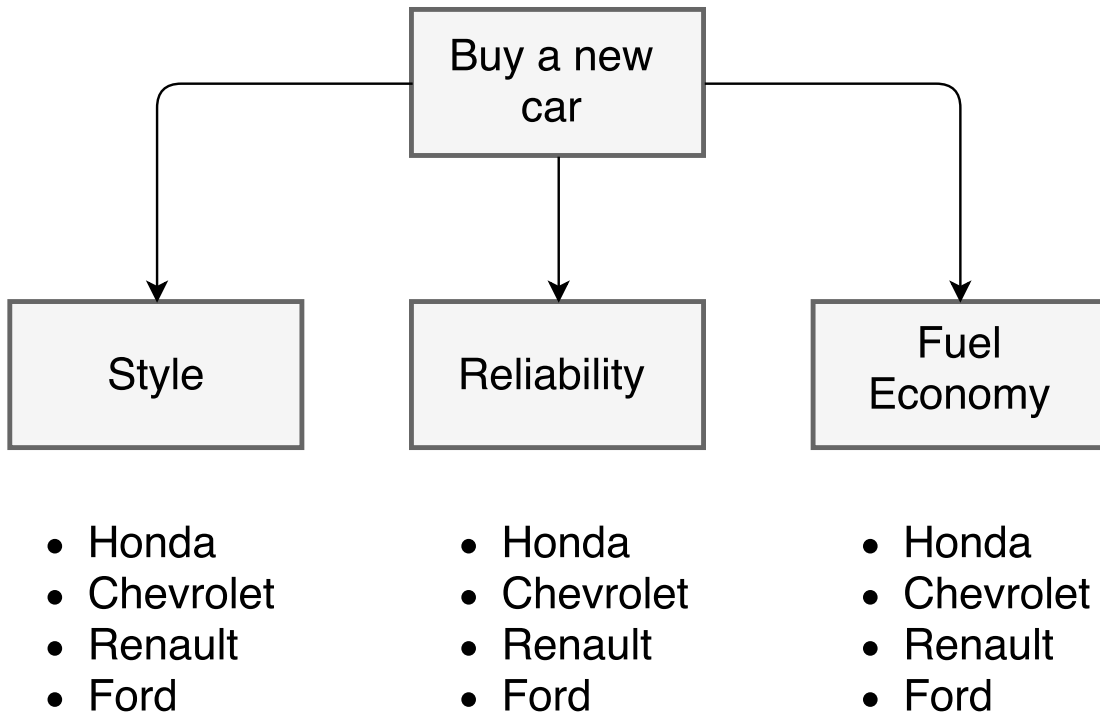 Buy a new
car
Style
Reliability
Fuel
Economy
• Honda
• Chevrolet
• Renault
• Ford
• Honda
• Chevrolet
• Renault
• Ford
• Honda
• Chevrolet
• Renault
• Ford